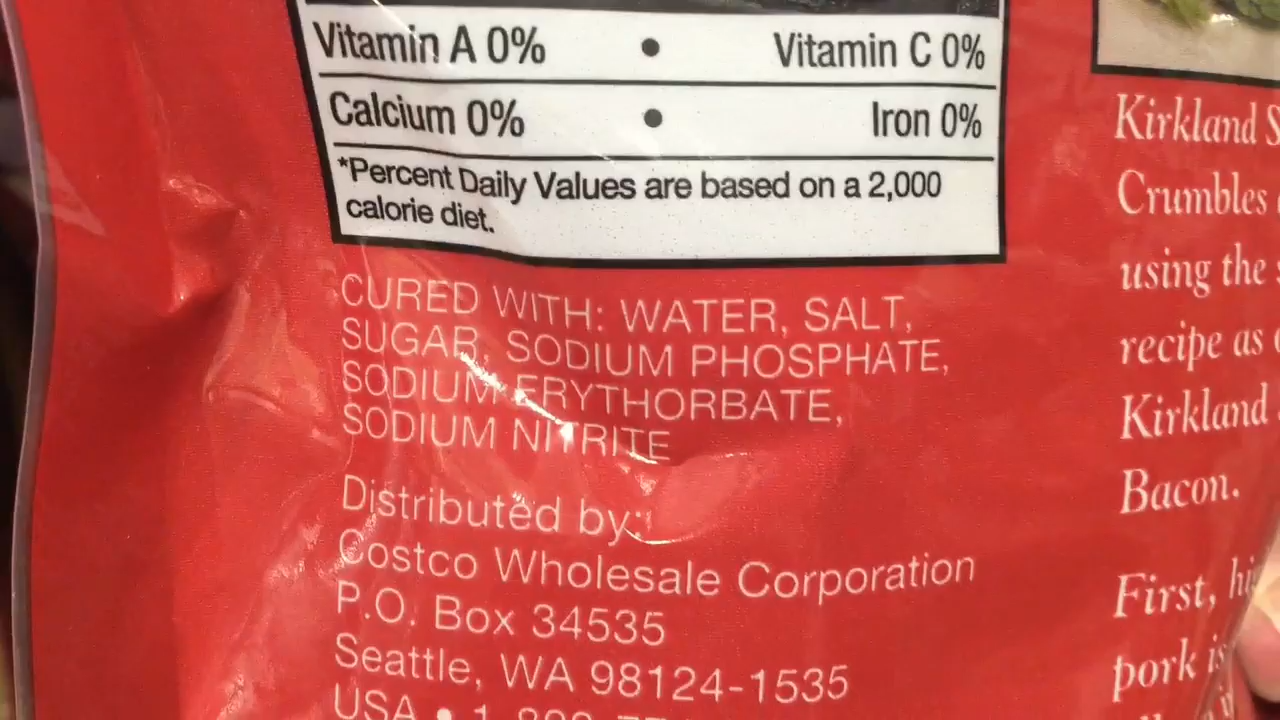 Vitamin A 0% • Vitamin C 0%
Calcium 0% • Iron 0%
*Percent Daily Values are based on a 2,000
calorie diet.
CURED WITH: WATER, SALT,
SUGAR, SODIUM PHOSPHATE,
SODIUM ERYTHORBATE,
SODIUM NITRITE
Distributed by:
Costco Wholesale Corporation
P.O. Box 34535
Seattle, WA 98124-1535
USA • 1
Kirkland
Crumbles
using the
recipe as
Kirkland
Bacon.
First,
pork